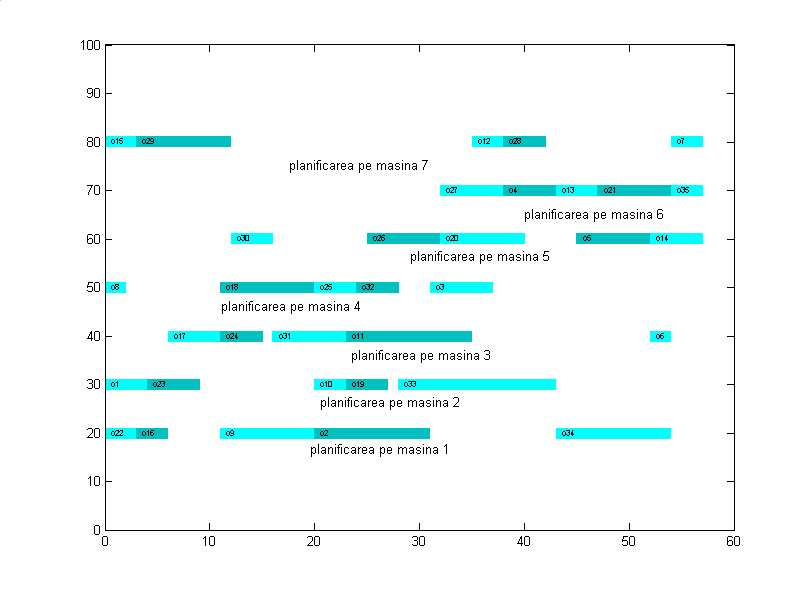 100
90
80
o15 o29 o12 o28 o7
planificarea pe masina 7
70
o27 o4 o13 o21 o35
planificarea pe masina 6
60
o30 o26 o20 o5 o14
planificarea pe masina 5
50
o8 o18 o25 o32 o3
planificarea pe masina 4
40
o17 o24 o31 o11 o6
planificarea pe masina 3
30
o1 o23 o10 o19 o33
planificarea pe masina 2
20
o22 o16 o9 o2 o34
planificarea pe masina 1
10
0
0 10 20 30 40 50 60